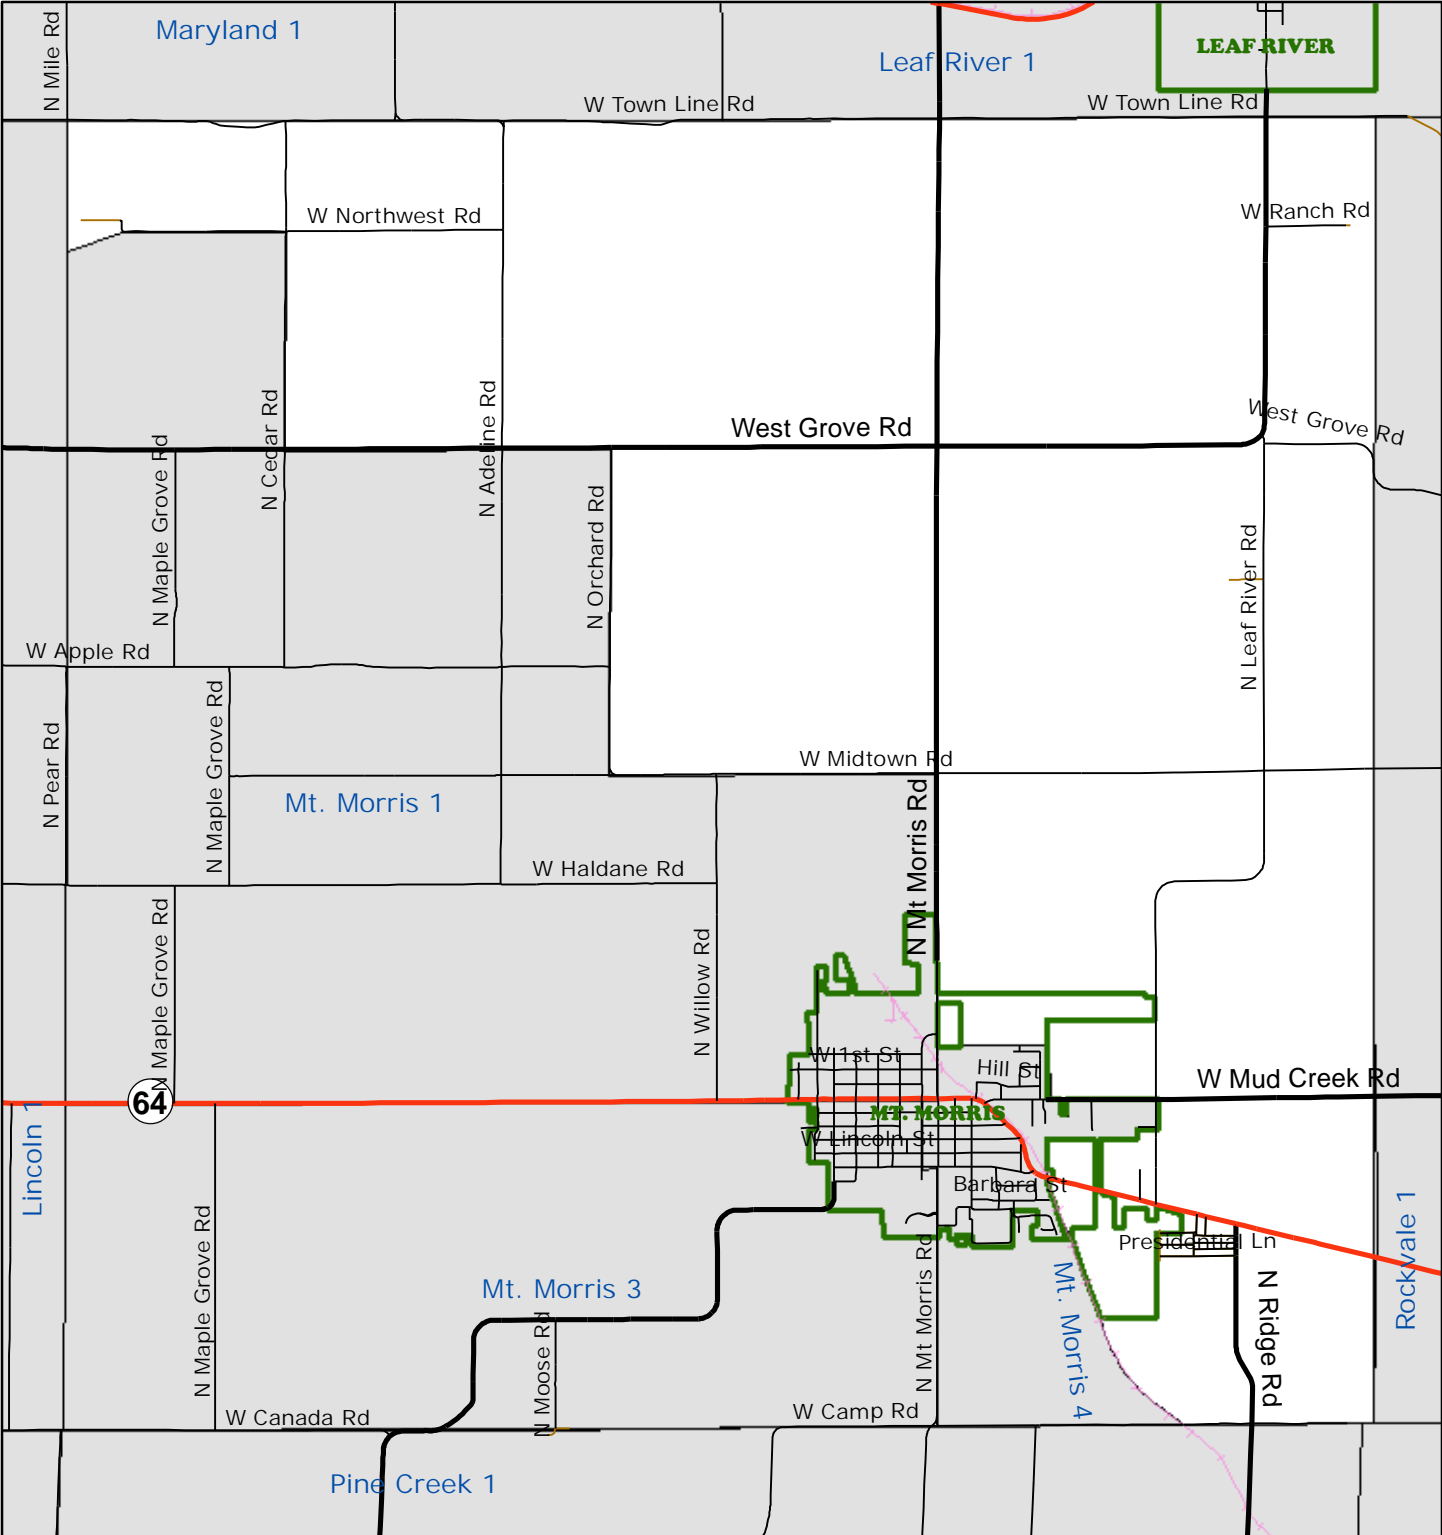 N Mile Rd
Maryland 1
Leaf River 1
LEAF RIVER
W Town Line Rd
W Town Line Rd
W Northwest Rd
W Ranch Rd
N Cedar Rd
N Adeline Rd
West Grove Rd
West Grove Rd
N Maple Grove Rd
N Orchard Rd
N Leaf River Rd
W Apple Rd
N Pear Rd
N Maple Grove Rd
W Midtown Rd
Mt. Morris 1
N Mt Morris Rd
W Haldane Rd
N Maple Grove Rd
N Willow Rd
W 1st St
Hill St
W Mud Creek Rd
64
MT. MORRIS
Lincoln 1
W Lincoln St
Barbara St
Rockvale 1
N Maple Grove Rd
Presidential Ln
N Mt Morris Rd
Mt. Morris 4
N Ridge Rd
Mt. Morris 3
N Moose Rd
W Canada Rd
W Camp Rd
Pine Creek 1